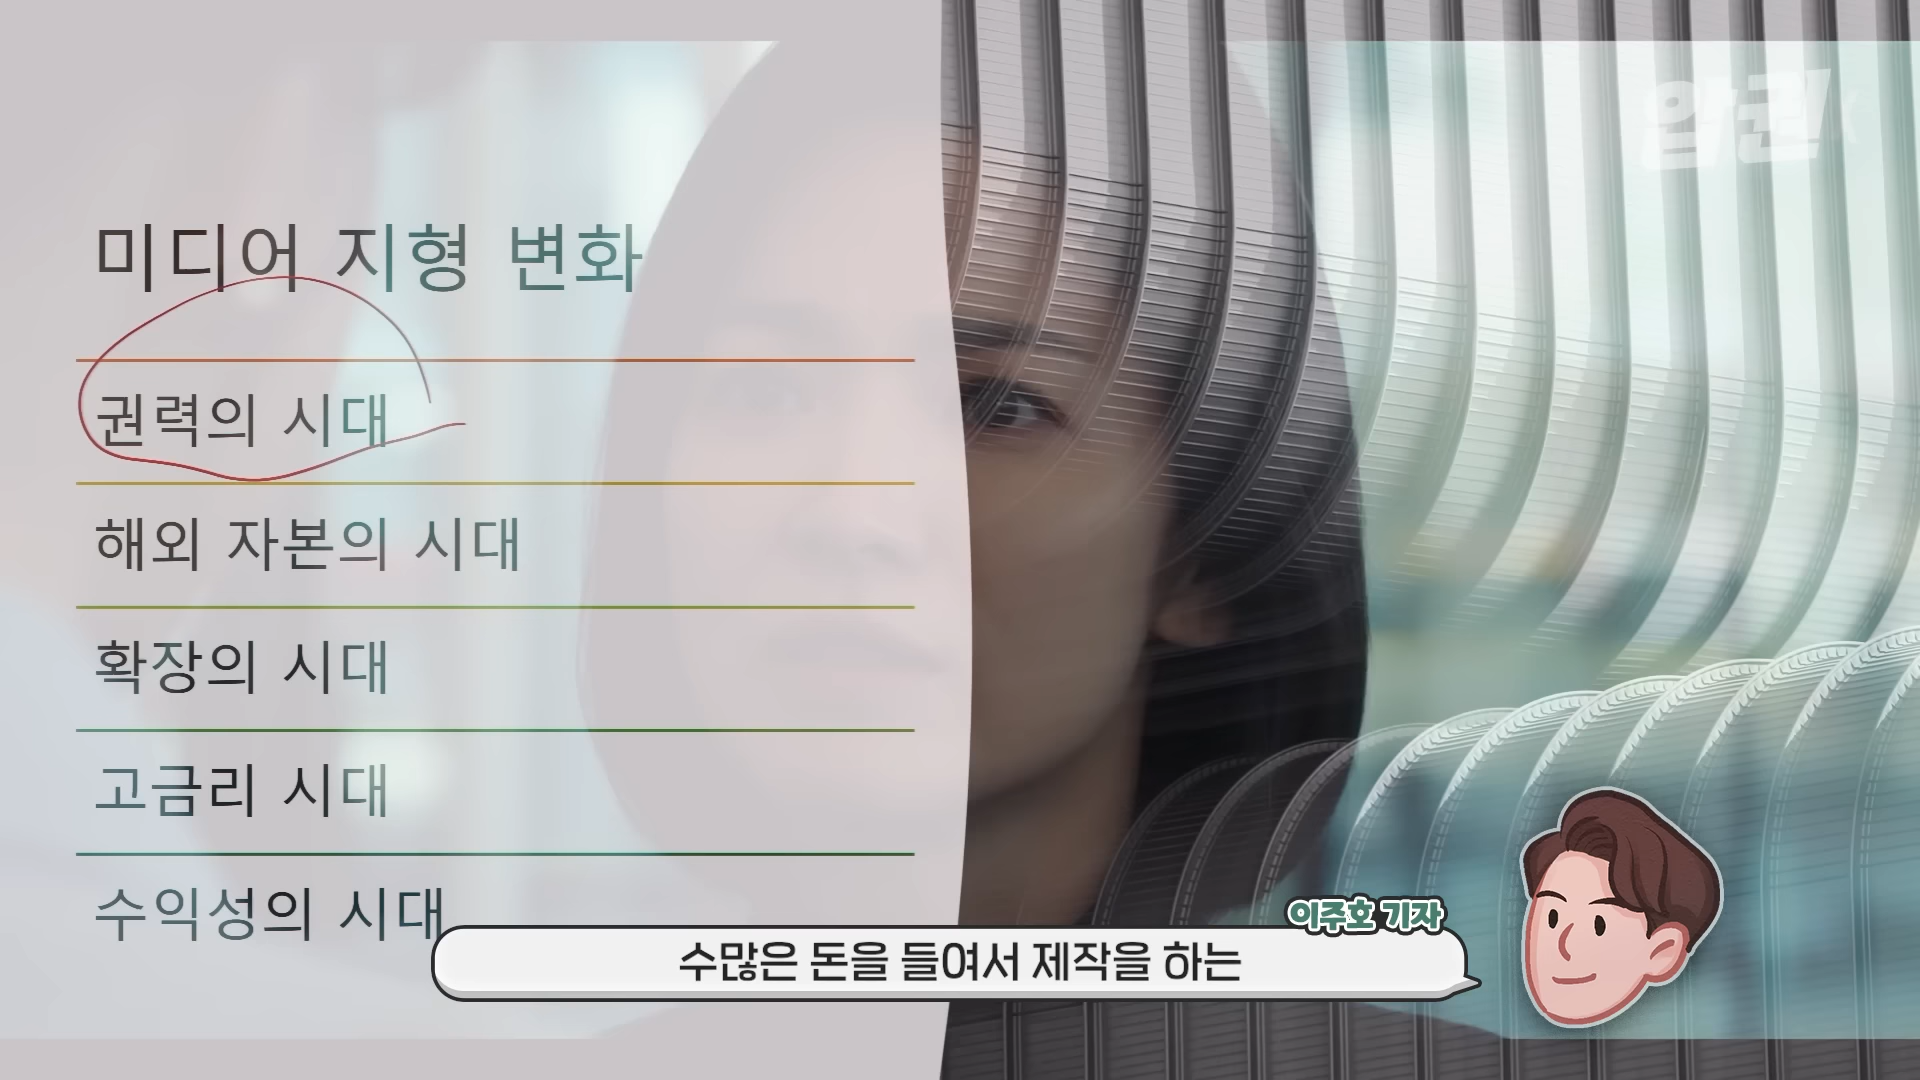 압권
미디어 지형 변화
권력의 시대
해외 자본의 시대
확장의 시대
고금리 시대
수익성의 시대
이주호 기자
수많은 돈을 들여서 제작을 하는